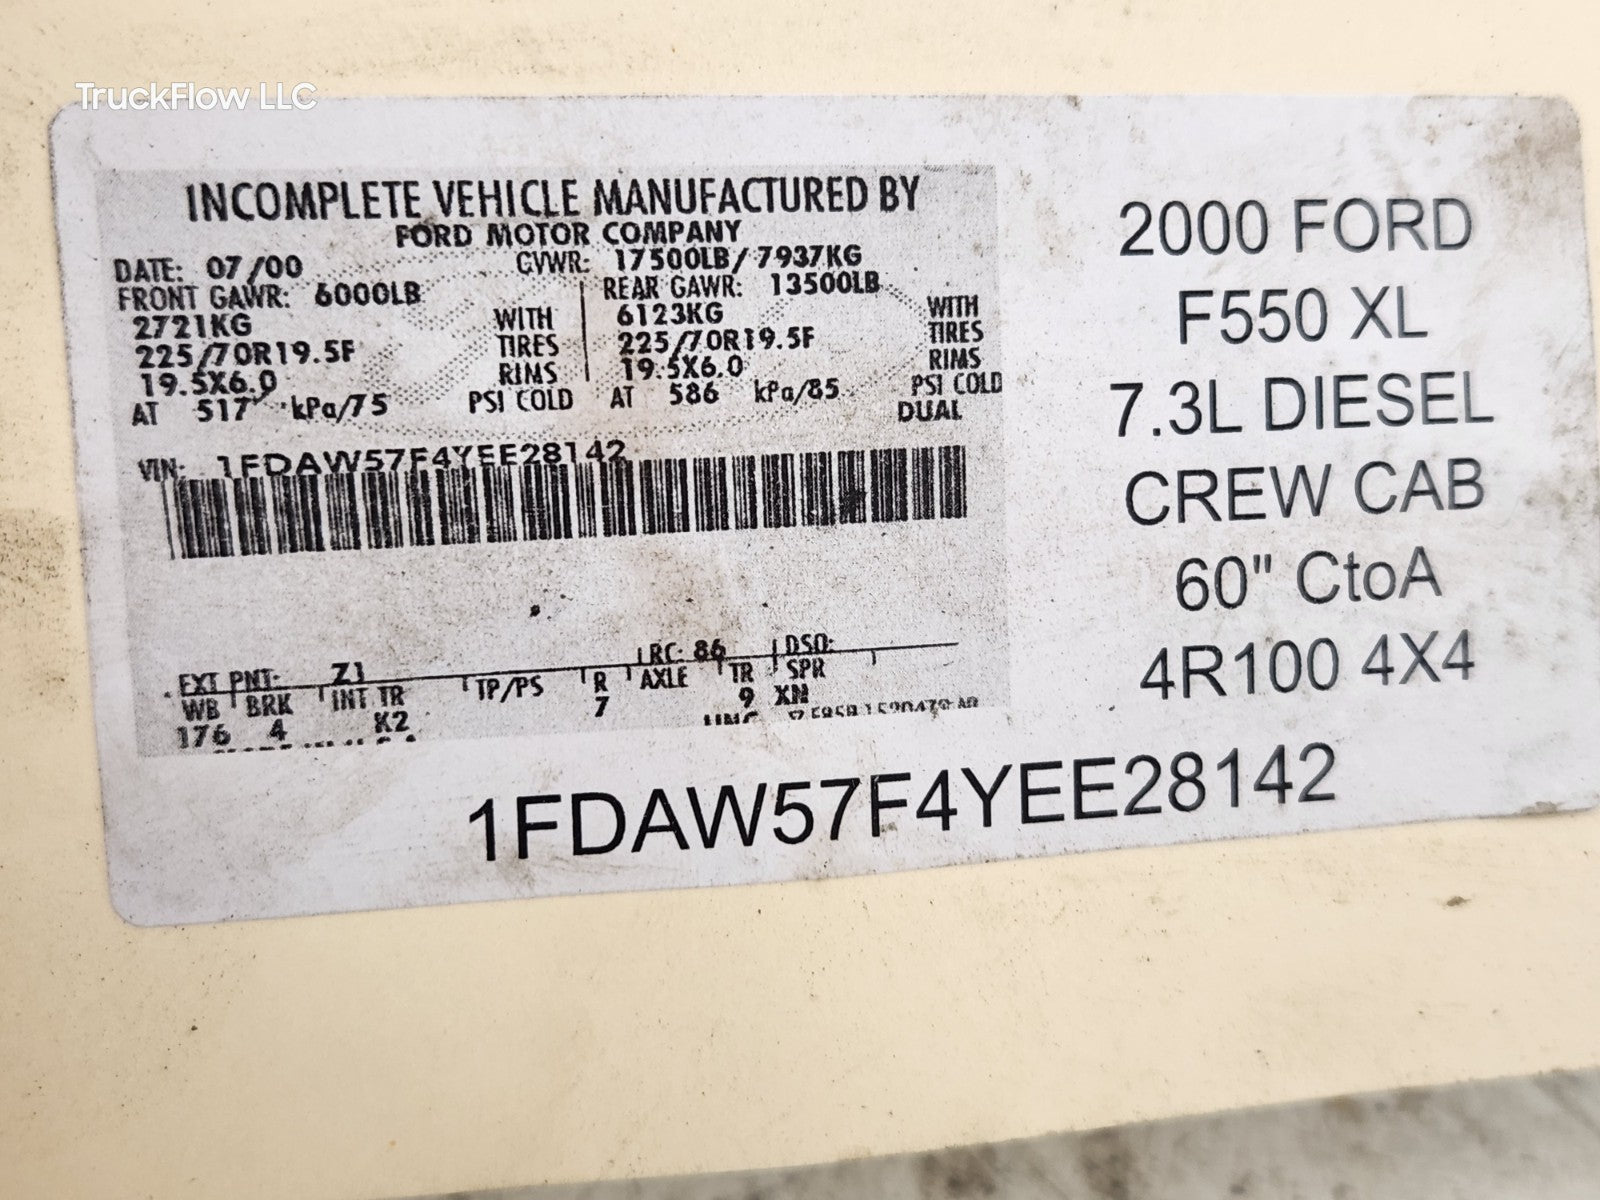 TruckFlow LLC
INCOMPLETE VEHICLE MANUFACTURED BY
FORD MOTOR COMPANY
DATE: 07/00 GVWR: 17500LB/ 7937KG
FRONT GAWR: 6000LB REAR GAWR: 13500LB
2721KG WITH 6123KG WITH
225/70R19.5F TIRES 225/70R19.5F TIRES
19.5X6.0 RIMS 19.5X6.0 RIMS
AT 517 kPa/75 PSI COLD AT 586 kPa/85 PSI COLD
DUAL
VIN: 1FDAW57F4YEE28142
EXT PNT: Z1 RC: 86 DSO:
WB BRK INT TR TP/PS R AXLE TR SPR
176 4 K2 7 9 XN
2000 FORD
F550 XL
7.3L DIESEL
CREW CAB
60" CtoA
4R100 4X4
1FDAW57F4YEE28142